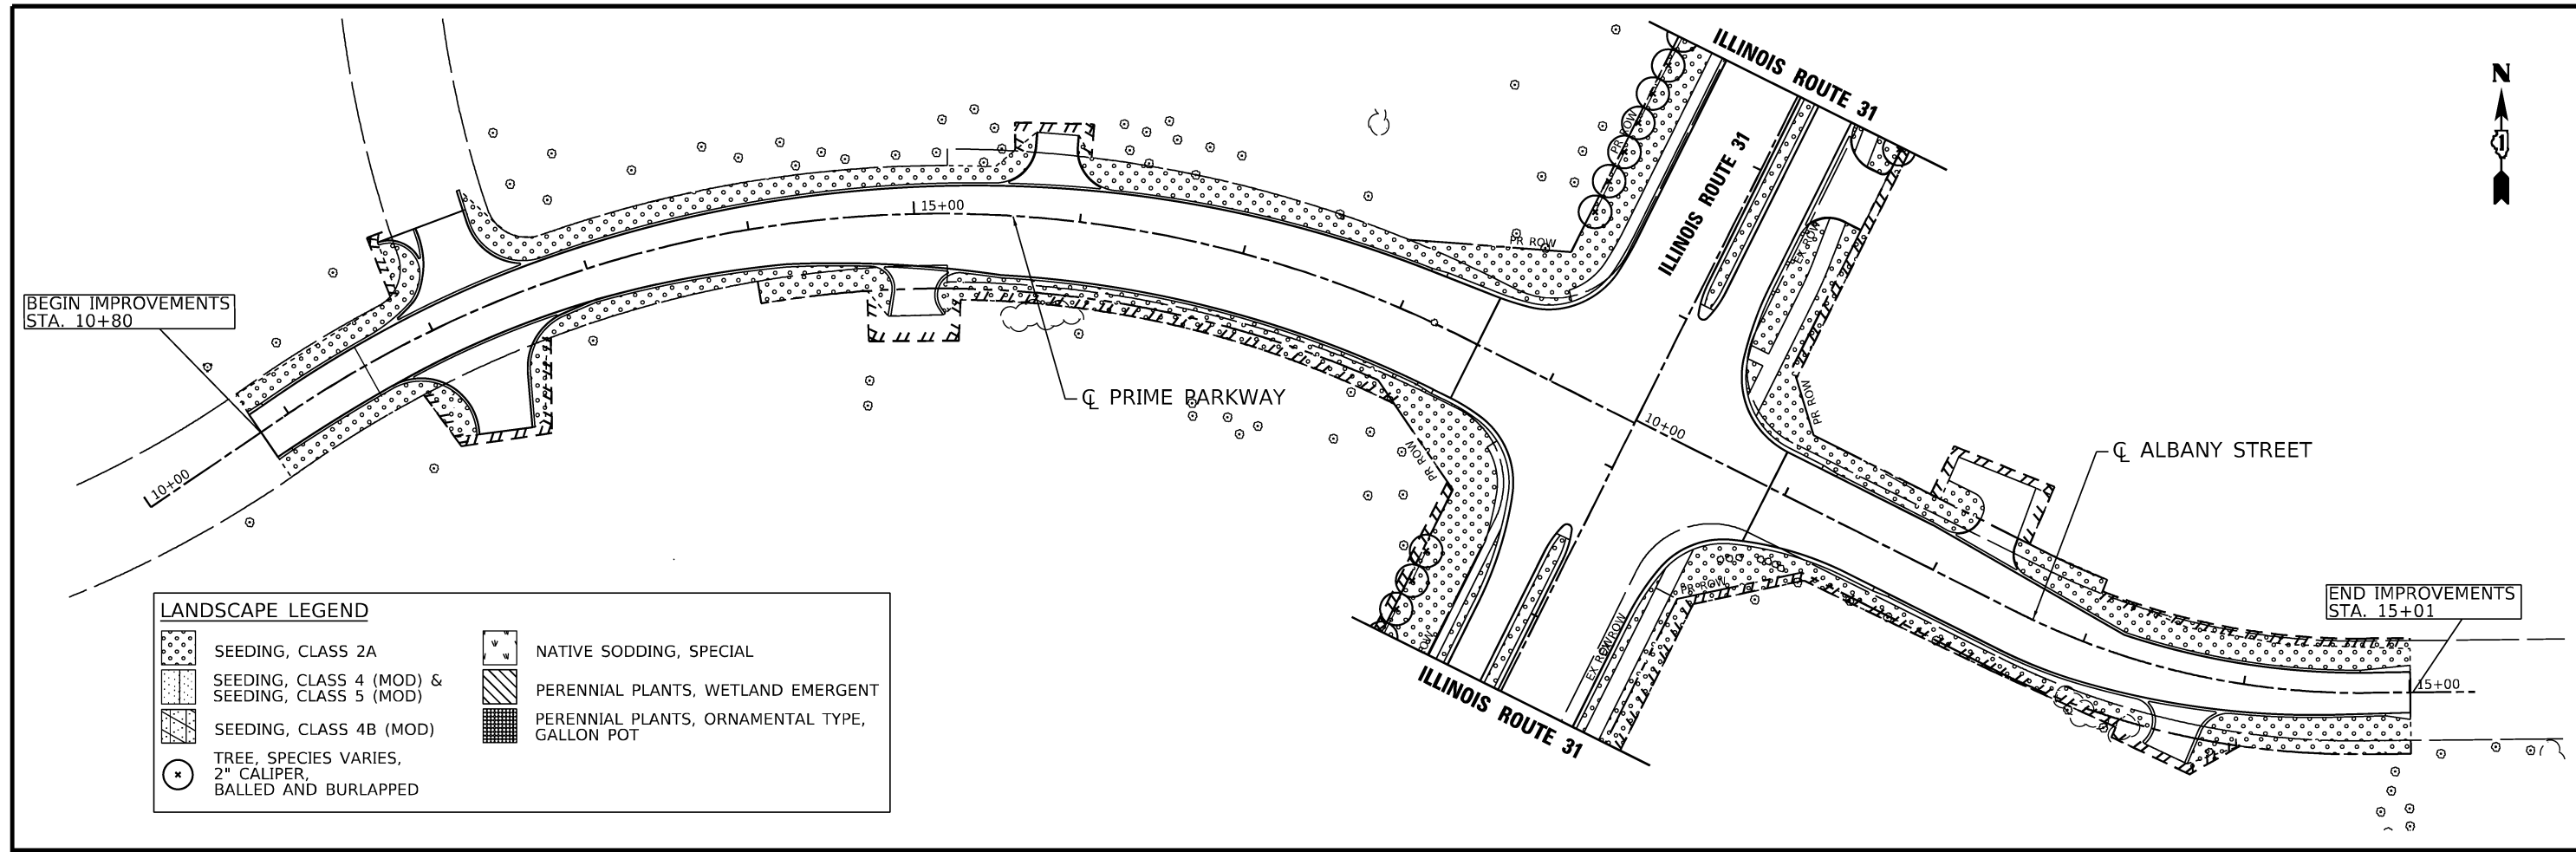 ILLINOIS ROUTE 31
N
1
PR ROW
ILLINOIS ROUTE 31
15+00
PR ROW
EX ROW
BEGIN IMPROVEMENTS
STA. 10+80
℄ PRIME PARKWAY
PR ROW
10+00
PR ROW
℄ ALBANY STREET
10+00
END IMPROVEMENTS
STA. 15+01
PR ROW
EX ROW
ROW
ROW
15+00
ILLINOIS ROUTE 31
LANDSCAPE LEGEND
SEEDING, CLASS 2A
SEEDING, CLASS 4 (MOD) &
SEEDING, CLASS 5 (MOD)
SEEDING, CLASS 4B (MOD)
TREE, SPECIES VARIES,
2" CALIPER,
BALLED AND BURLAPPED
NATIVE SODDING, SPECIAL
PERENNIAL PLANTS, WETLAND EMERGENT
PERENNIAL PLANTS, ORNAMENTAL TYPE,
GALLON POT